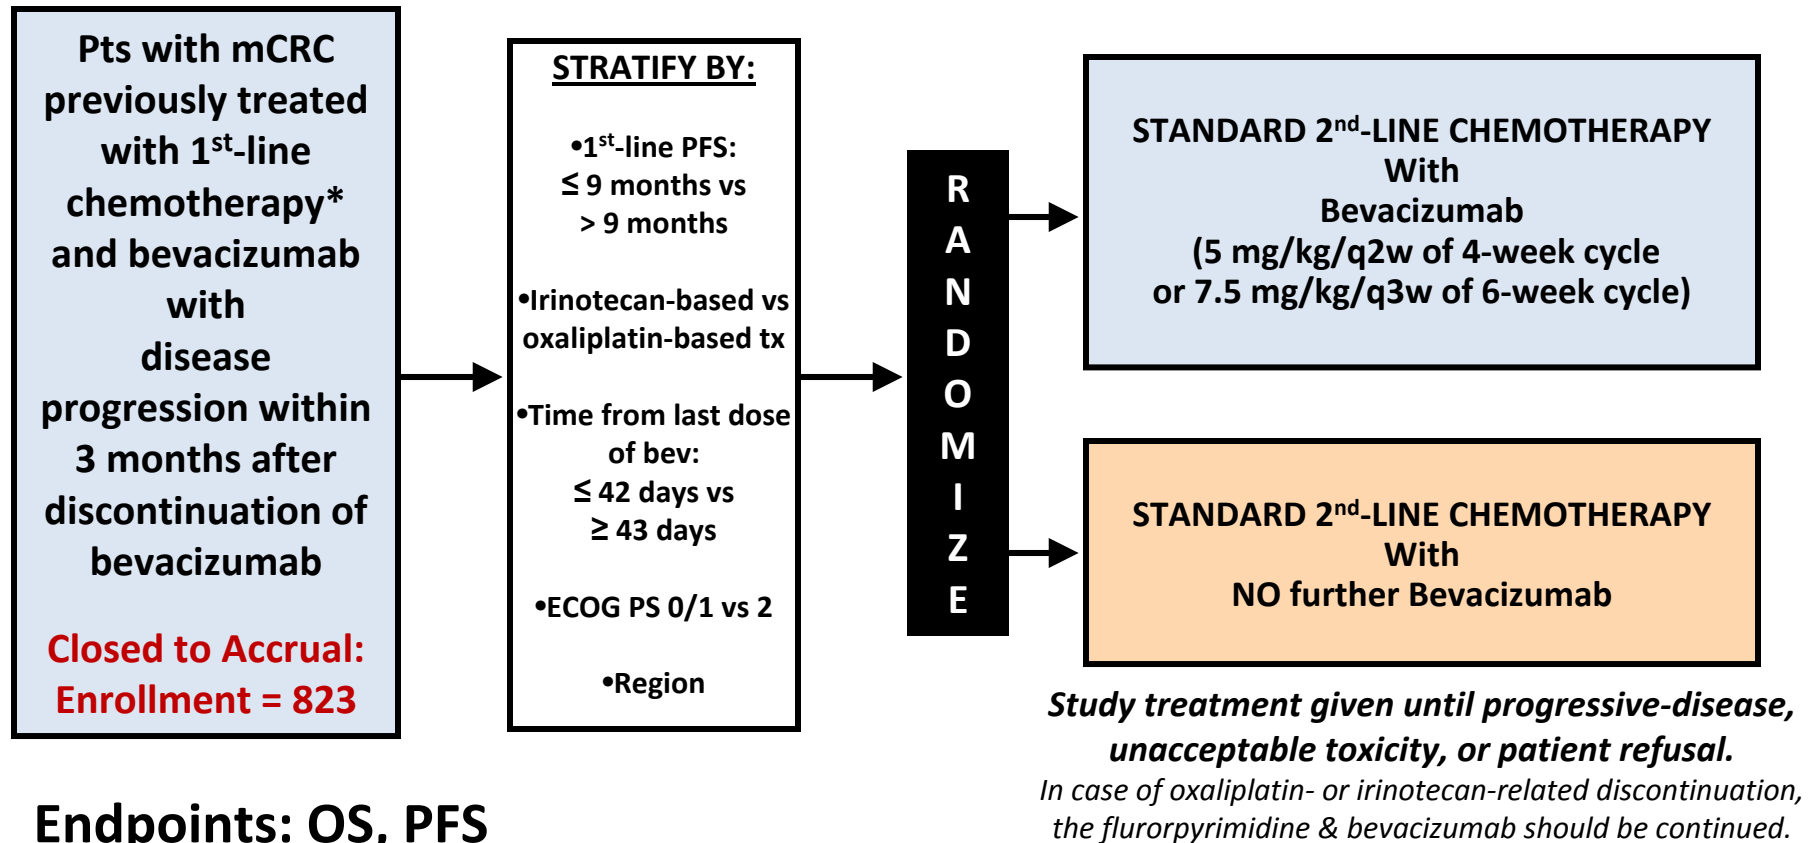 Pts with mCRC
previously treated
with 1st-line
chemotherapy*
and bevacizumab
with
disease
progression within
3 months after
discontinuation of
bevacizumab
Closed to Accrual:
Enrollment = 823
STRATIFY BY:
•1st-line PFS:
≤ 9 months vs
> 9 months
•Irinotecan-based vs
oxaliplatin-based tx
•Time from last dose
of bev:
≤ 42 days vs
≥ 43 days
•ECOG PS 0/1 vs 2
•Region
R
A
N
D
O
M
I
Z
E
STANDARD 2nd-LINE CHEMOTHERAPY
With
Bevacizumab
(5 mg/kg/q2w of 4-week cycle
or 7.5 mg/kg/q3w of 6-week cycle)
STANDARD 2nd-LINE CHEMOTHERAPY
With
NO further Bevacizumab
Study treatment given until progressive-disease,
unacceptable toxicity, or patient refusal.
In case of oxaliplatin- or irinotecan-related discontinuation,
the flurorpyrimidine & bevacizumab should be continued.
Endpoints: OS, PFS